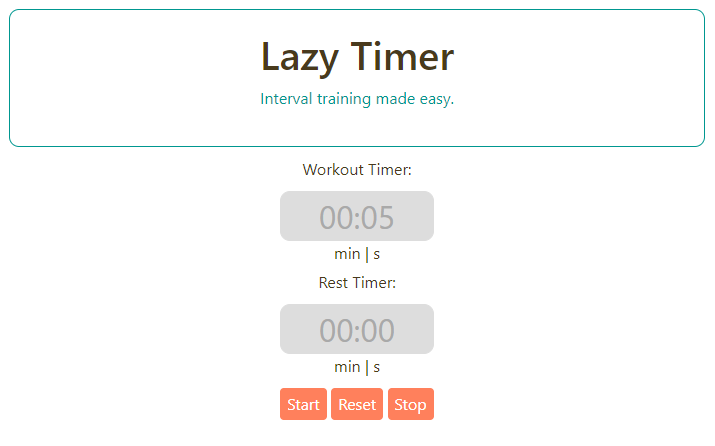 Lazy Timer
Interval training made easy.
Workout Timer:
00:05
min | s
Rest Timer:
00:00
min | s
Start Reset Stop